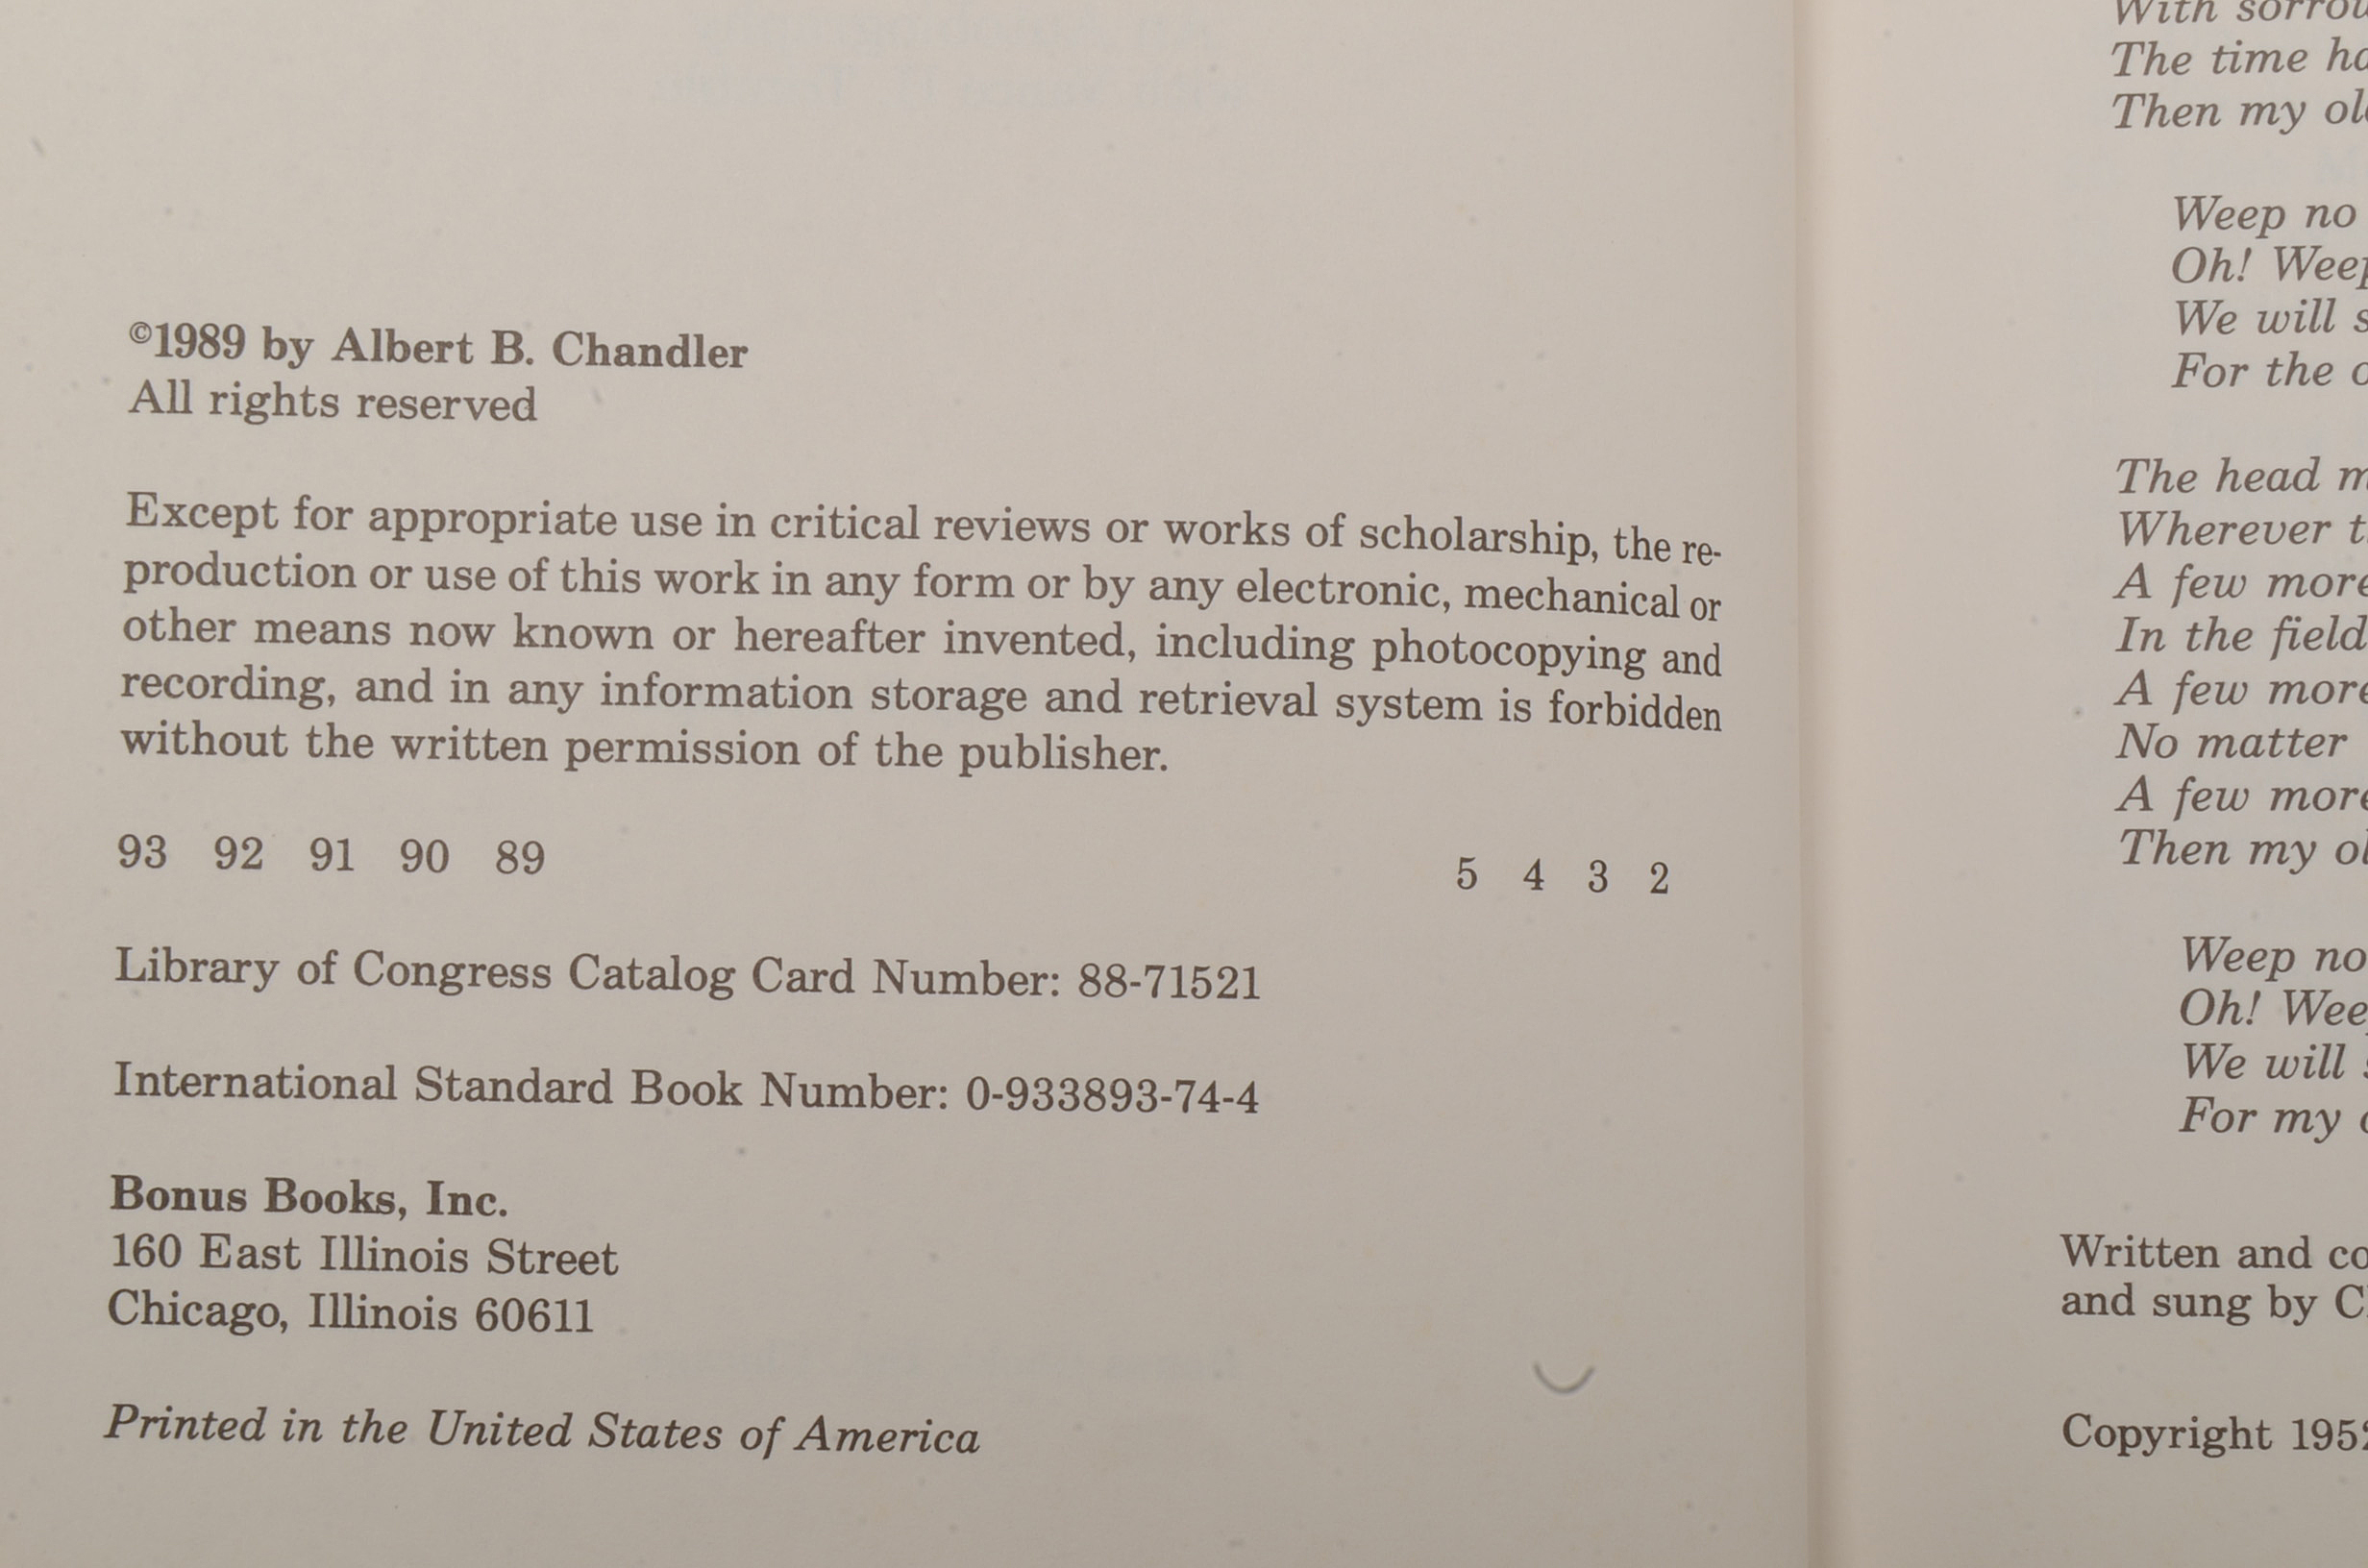 ©1989 by Albert B. Chandler
All rights reserved
Except for appropriate use in critical reviews or works of scholarship, the re-
production or use of this work in any form or by any electronic, mechanical or
other means now known or hereafter invented, including photocopying and
recording, and in any information storage and retrieval system is forbidden
without the written permission of the publisher.
93 92 91 90 89 5 4 3 2
Library of Congress Catalog Card Number: 88-71521
International Standard Book Number: 0-933893-74-4
Bonus Books, Inc.
160 East Illinois Street
Chicago, Illinois 60611
Printed in the United States of America
With
The time
Then my
Weep no
Oh!
We will
For the
The head
Wherever
A few more
In the field
A few more
No matter
A few more
Then my
Weep no
Oh!
We will
For my
Written and
and sung by
Copyright